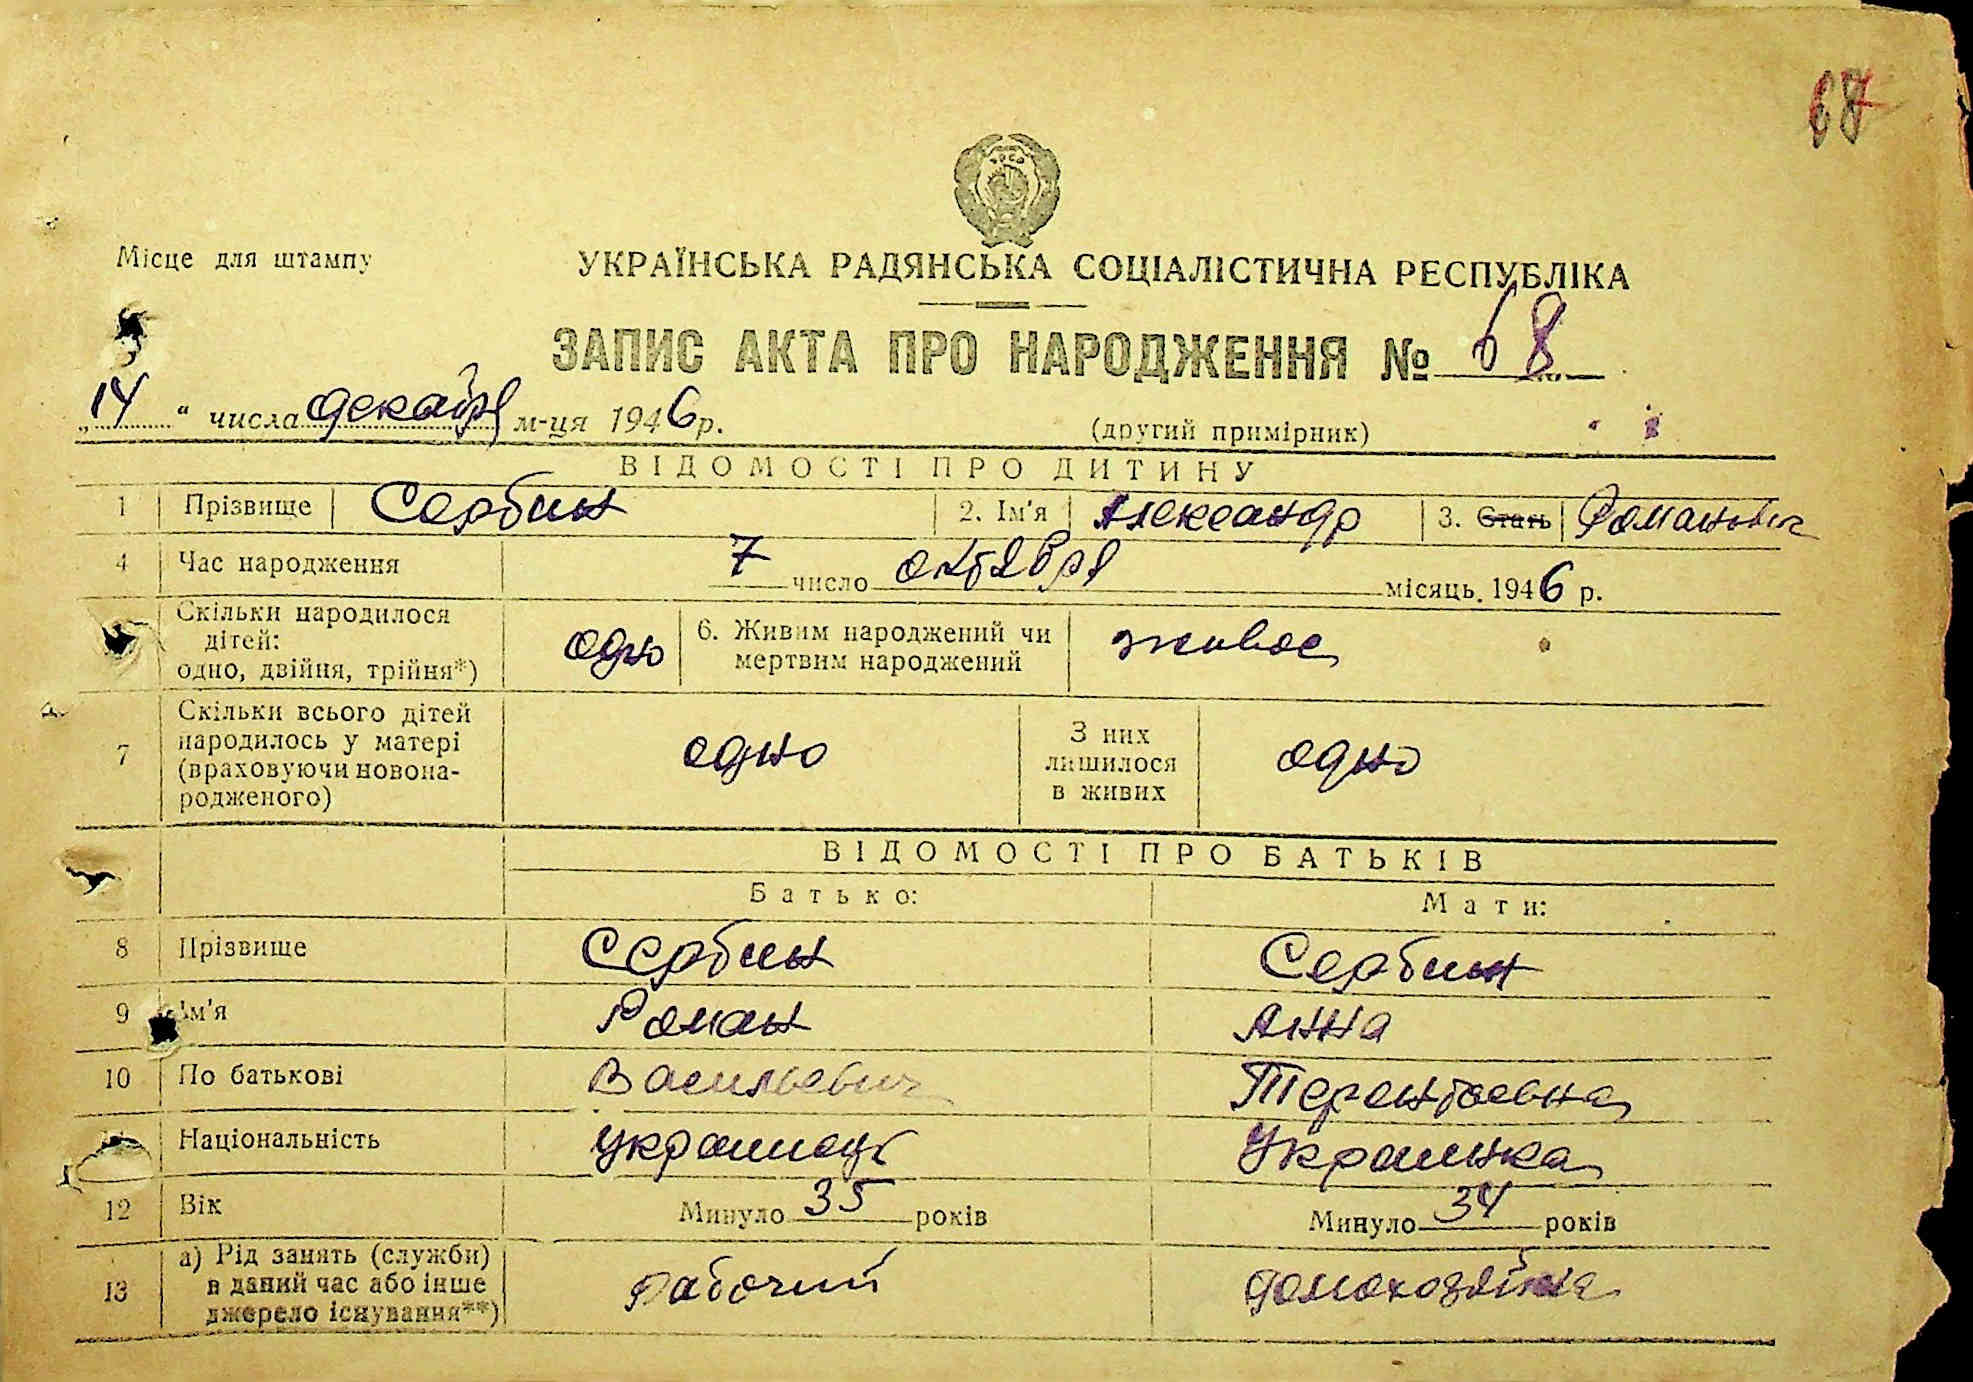 67
Місце для штампу
УКРАЇНСЬКА РАДЯНСЬКА СОЦІАЛІСТИЧНА РЕСПУБЛІКА
ЗАПИС АКТА ПРО НАРОДЖЕННЯ № 68
„14“ числа декабря м-ця 1946 р.
(другий примірник)
ВІДОМОСТІ ПРО ДИТИНУ
1 Прізвище Сербин 2. Ім'я Александр 3. Стать Романович
4 Час народження 7 число октября місяць 1946 р.
Скільки народилося дітей: одно, двійня, трійня*) одно 6. Живим народжений чи мертвим народжений живое
7 Скільки всього дітей народилось у матері (враховуючи новонародженого) одно З них лишилося в живих одно
ВІДОМОСТІ ПРО БАТЬКІВ
Батько: Мати:
8 Прізвище Сербин Сербин
9 Ім'я Роман Анна
10 По батькові Васильевич Терентьевна
Національність украинець Украинка
12 Вік Минуло 35 років Минуло 34 років
13 а) Рід занять (служби) в даний час або інше джерело існування**) рабочий домохозяйка